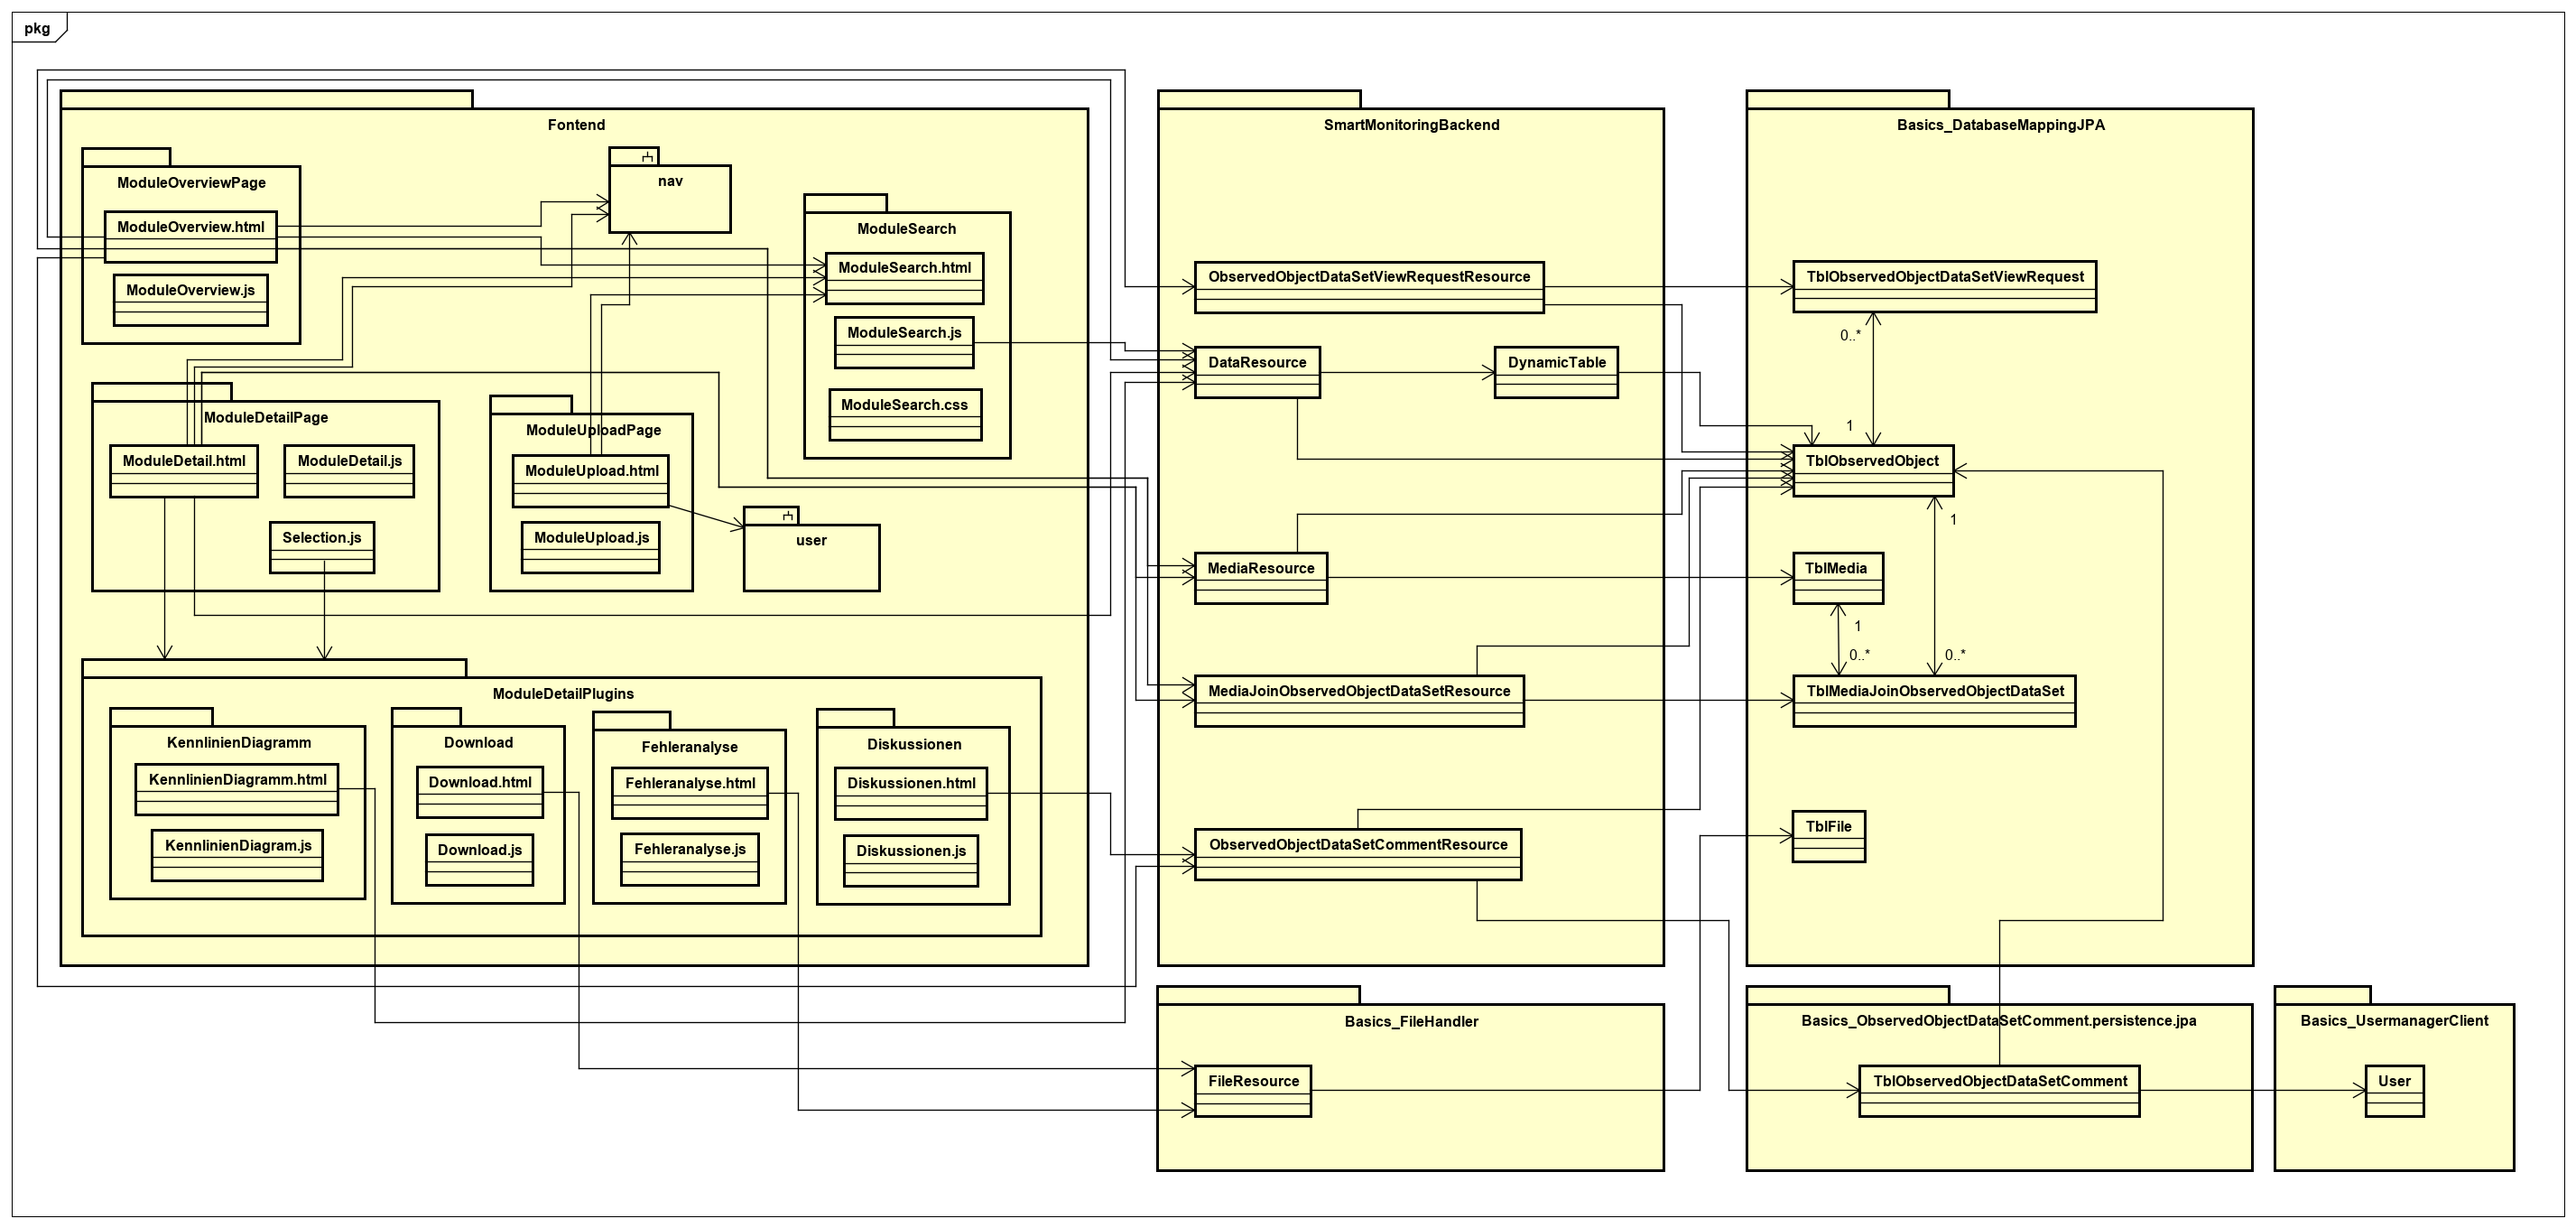 pkg
Fontend
ModuleOverviewPage
ModuleOverview.html
ModuleOverview.js
nav
ModuleSearch
ModuleSearch.html
ModuleSearch.js
ModuleSearch.css
ModuleDetailPage
ModuleDetail.html
ModuleDetail.js
Selection.js
ModuleUploadPage
ModuleUpload.html
ModuleUpload.js
user
ModuleDetailPlugins
KennlinienDiagramm
KennlinienDiagramm.html
KennlinienDiagram.js
Download
Download.html
Download.js
Fehleranalyse
Fehleranalyse.html
Fehleranalyse.js
Diskussionen
Diskussionen.html
Diskussionen.js
SmartMonitoringBackend
ObservedObjectDataSetViewRequestResource
DataResource
DynamicTable
MediaResource
MediaJoinObservedObjectDataSetResource
ObservedObjectDataSetCommentResource
Basics_DatabaseMappingJPA
TblObservedObjectDataSetViewRequest
0..*
1
TblObservedObject
1
TblMedia
1
0..*
0..*
TblMediaJoinObservedObjectDataSet
TblFile
Basics_FileHandler
FileResource
Basics_ObservedObjectDataSetComment.persistence.jpa
TblObservedObjectDataSetComment
Basics_UsermanagerClient
User